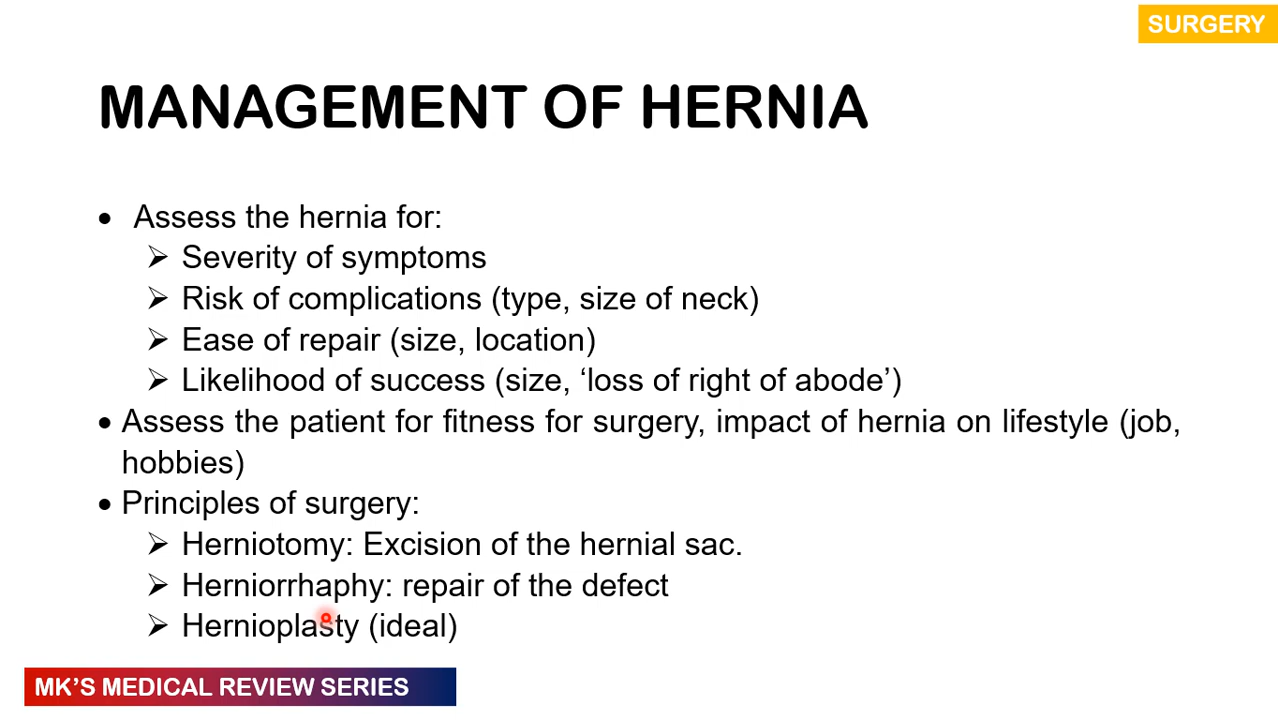 SURGERY
MANAGEMENT OF HERNIA
• Assess the hernia for:
➢ Severity of symptoms
➢ Risk of complications (type, size of neck)
➢ Ease of repair (size, location)
➢ Likelihood of success (size, ‘loss of right of abode’)
• Assess the patient for fitness for surgery, impact of hernia on lifestyle (job,
hobbies)
• Principles of surgery:
➢ Herniotomy: Excision of the hernial sac.
➢ Herniorrhaphy: repair of the defect
➢ Hernioplasty (ideal)
MK’S MEDICAL REVIEW SERIES